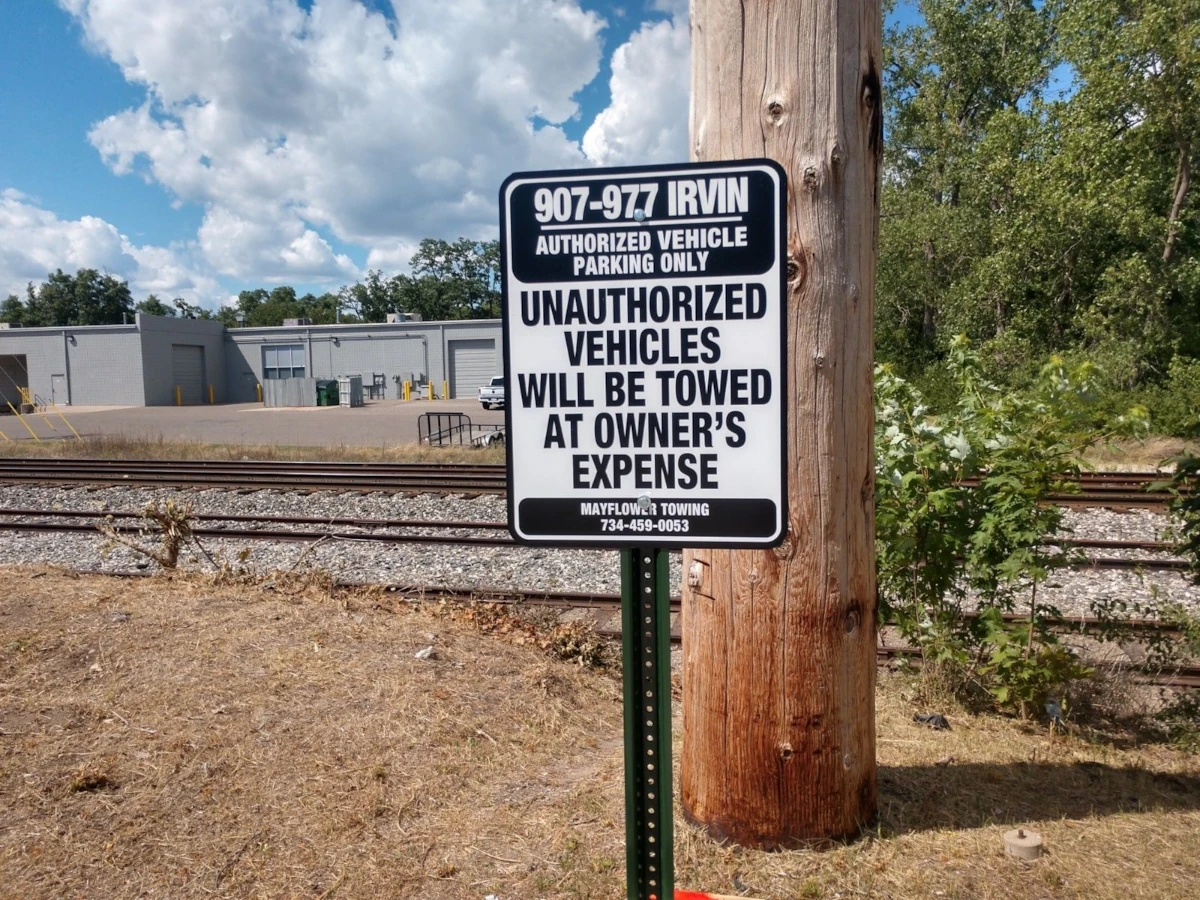 907-977 IRVIN
AUTHORIZED VEHICLE
PARKING ONLY
UNAUTHORIZED
VEHICLES
WILL BE TOWED
AT OWNER'S
EXPENSE
MAYFLOWER TOWING
734-459-0053